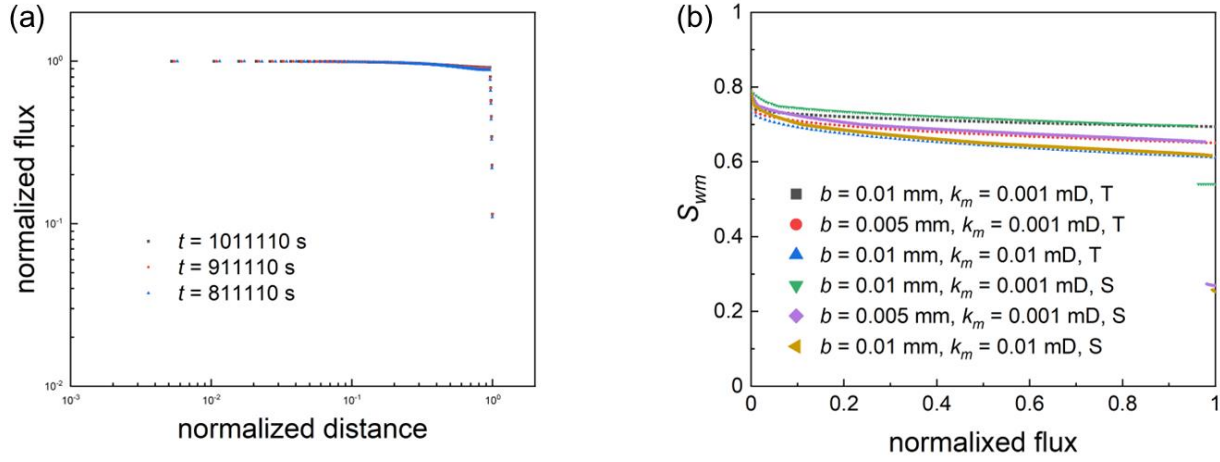 (a)
normalized flux
10^0
10^-1
10^-2
t = 1011110 s
t = 911110 s
t = 811110 s
10^-3
10^-2
10^-1
10^0
normalized distance
(b)
S_wm
1
0.8
0.6
0.4
0.2
0
b = 0.01 mm, k_m = 0.001 mD, T
b = 0.005 mm, k_m = 0.001 mD, T
b = 0.01 mm, k_m = 0.01 mD, T
b = 0.01 mm, k_m = 0.001 mD, S
b = 0.005 mm, k_m = 0.001 mD, S
b = 0.01 mm, k_m = 0.01 mD, S
0
0.2
0.4
0.6
0.8
1
normalixed flux